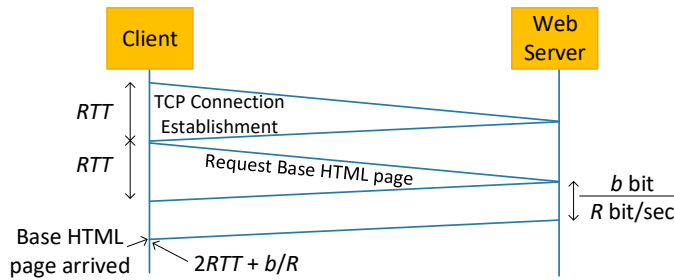 Client
Web
Server
RTT
TCP Connection
Establishment
RTT
Request Base HTML page
b bit
R bit/sec
Base HTML
page arrived
2RTT + b/R